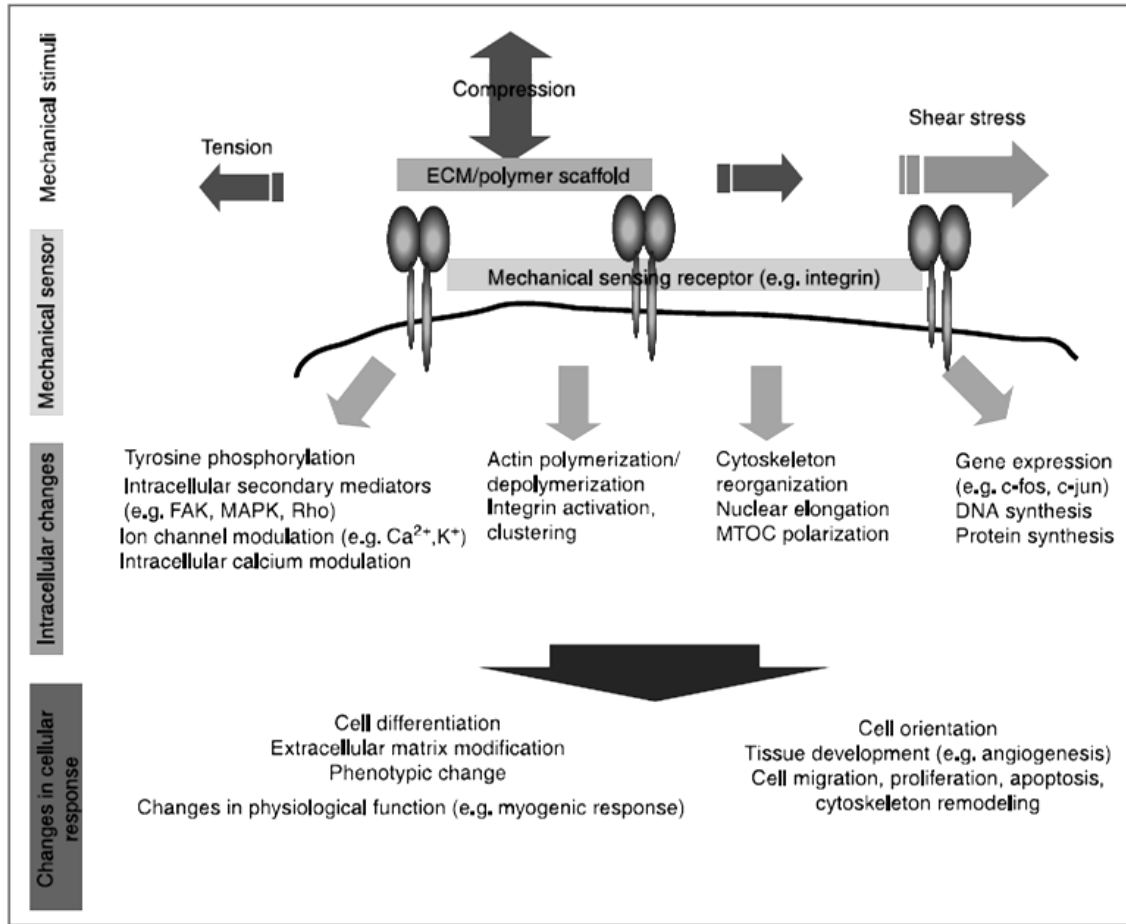 Mechanical stimuli
Compression
Tension
Shear stress
ECM/polymer scaffold
Mechanical sensor
Mechanical sensing receptor (e.g. integrin)
Intracellular changes
Tyrosine phosphorylation
Intracellular secondary mediators
(e.g. FAK, MAPK, Rho)
Ion channel modulation (e.g. Ca²⁺,K⁺)
Intracellular calcium modulation
Actin polymerization/
depolymerization
Integrin activation,
clustering
Cytoskeleton
reorganization
Nuclear elongation
MTOC polarization
Gene expression
(e.g. c-fos, c-jun)
DNA synthesis
Protein synthesis
Changes in cellular
response
Cell differentiation
Extracellular matrix modification
Phenotypic change
Changes in physiological function (e.g. myogenic response)
Cell orientation
Tissue development (e.g. angiogenesis)
Cell migration, proliferation, apoptosis,
cytoskeleton remodeling